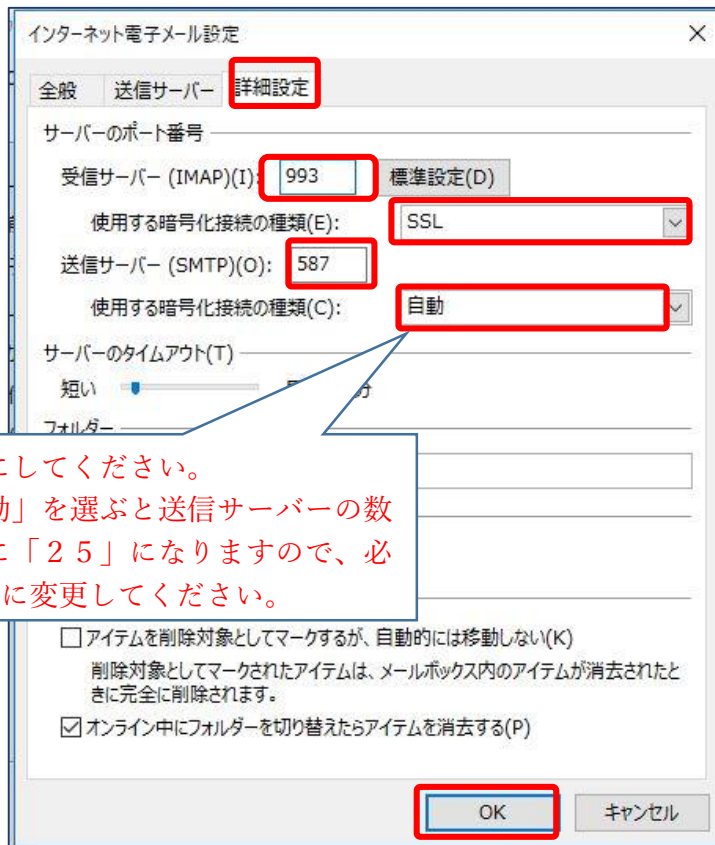 インターネット電子メール設定
全般 送信サーバー 詳細設定
サーバーのポート番号
受信サーバー (IMAP)(I): 993 標準設定(D)
使用する暗号化接続の種類(E): SSL
送信サーバー (SMTP)(O): 587
使用する暗号化接続の種類(C): 自動
サーバーのタイムアウト(T)
短い
フォルダー
にしてください。
動」を選ぶと送信サーバーの数
に「２５」になりますので、必
に変更してください。
アイテムを削除対象としてマークするが、自動的には移動しない(K)
削除対象としてマークされたアイテムは、メールボックス内のアイテムが消去されたと
きに完全に削除されます。
オンライン中にフォルダーを切り替えたらアイテムを消去する(P)
OK キャンセル